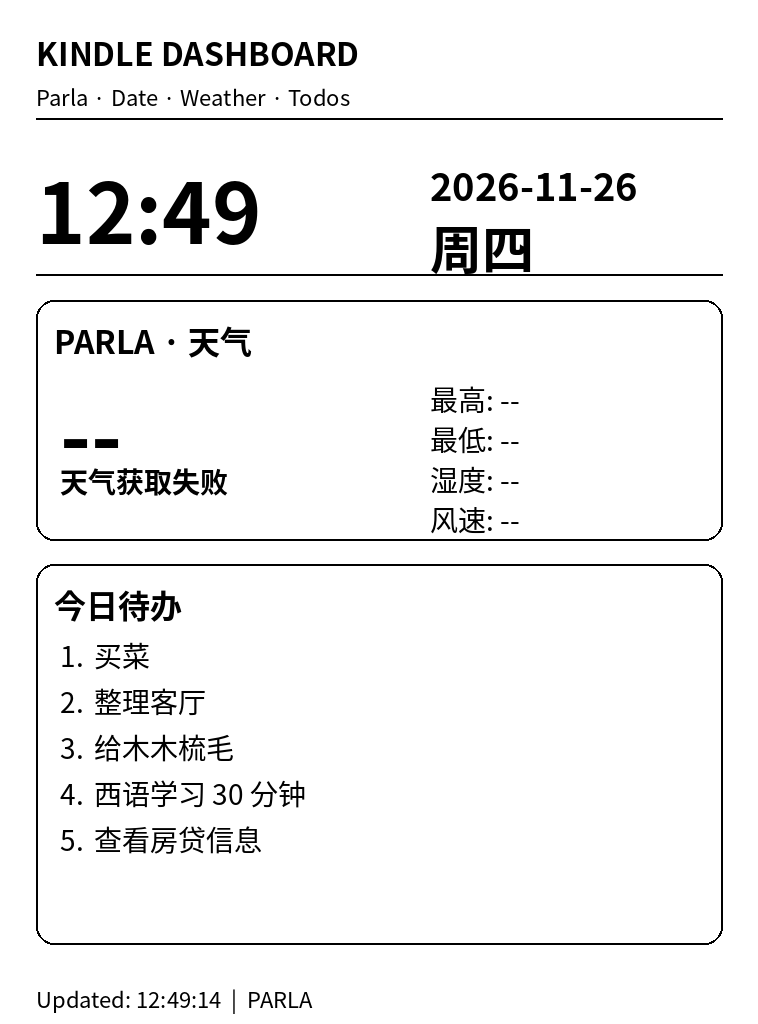 KINDLE DASHBOARD
Parla · Date · Weather · Todos
12:49
2026-11-26
周四
PARLA · 天气
--
天气获取失败
最高: --
最低: --
湿度: --
风速: --
今日待办
1. 买菜
2. 整理客厅
3. 给木木梳毛
4. 西语学习 30 分钟
5. 查看房贷信息
Updated: 12:49:14 | PARLA